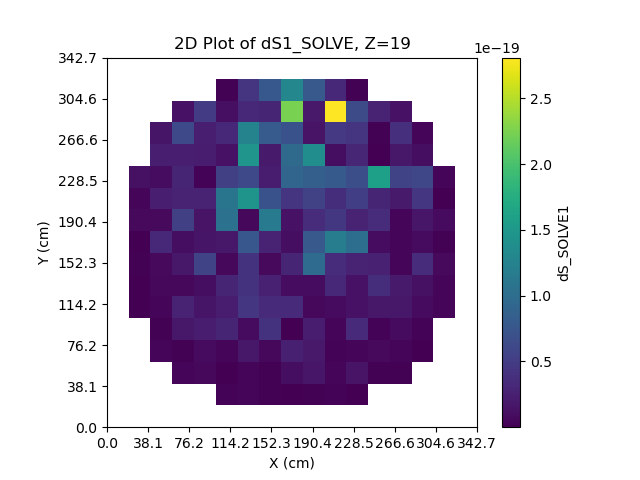 2D Plot of dS1_SOLVE, Z=19
1e−19
342.7
304.6
266.6
228.5
190.4
152.3
114.2
76.2
38.1
0.0
Y (cm)
0.0 38.1 76.2 114.2 152.3 190.4 228.5 266.6 304.6 342.7
X (cm)
2.5
2.0
1.5
1.0
0.5
dS_SOLVE1